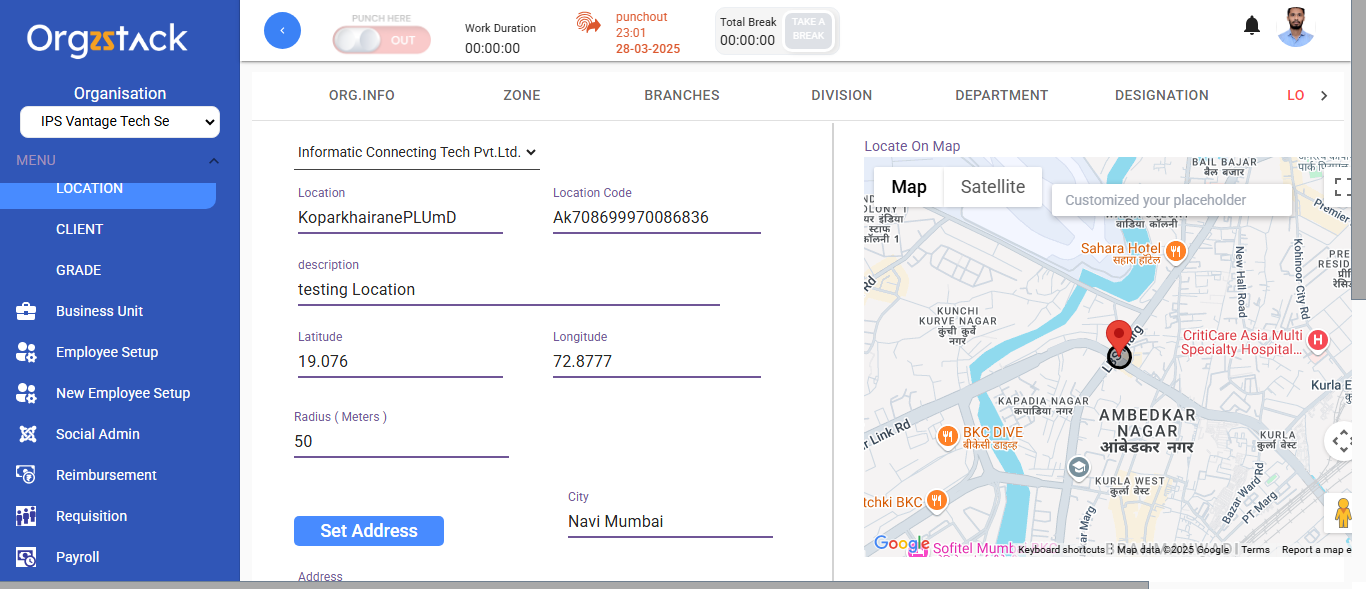 Orgzstack
Organisation
IPS Vantage Tech Se
MENU
LOCATION
CLIENT
GRADE
Business Unit
Employee Setup
New Employee Setup
Social Admin
Reimbursement
Requisition
Payroll
PUNCH HERE
OUT
Work Duration
00:00:00
punchout
23:01
28-03-2025
Total Break
00:00:00
TAKE A
BREAK
ORG.INFO
ZONE
BRANCHES
DIVISION
DEPARTMENT
DESIGNATION
LO
Informatic Connecting Tech Pvt.Ltd.
Location
KoparkhairanePLUmD
Location Code
Ak708699970086836
description
testing Location
Latitude
19.076
Longitude
72.8777
Radius ( Meters )
50
Set Address
City
Navi Mumbai
Address
Locate On Map
Map
Satellite
Customized your placeholder
BAIL BAJAR
बैल बजार
वाडिया कॉलनी
OLONY 1
यर इंडिया
स्टाफ
कॉलनी 1
Premier
Sahara Hotel
सहारा हॉटेल
New Hall Road
Kohinoor City Rd
PRE
RESID
Rd
KUNCHI
KURVE NAGAR
कुंची कुर्वे
नगर
CritiCare Asia Multi
Specialty Hospital...
H
Kurla E
KAPADIA NAGAR
कपाडिया नगर
AMBEDKAR
NAGAR
आंबेडकर नगर
r Link Rd
BKC DIVE
बीकेसी डाइव्ह
KURLA
कुर्ला वेस्ट
KURLA WEST
कुर्ला वेस्ट
Bazar Ward Rd
PT Marg
tchki BKC
ar Marg
Google
Sofitel Mumb
Keyboard shortcuts
Map data ©2025 Google
Terms
Report a map e